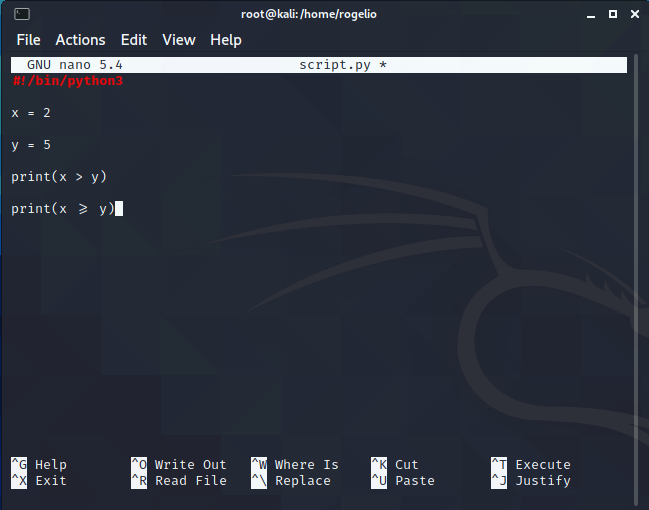 root@kali: /home/rogelio
File Actions Edit View Help
GNU nano 5.4 script.py *
#!/bin/python3
x = 2
y = 5
print(x > y)
print(x ⩾ y)
^G Help ^O Write Out ^W Where Is ^K Cut ^T Execute
^X Exit ^R Read File ^\ Replace ^U Paste ^J Justify